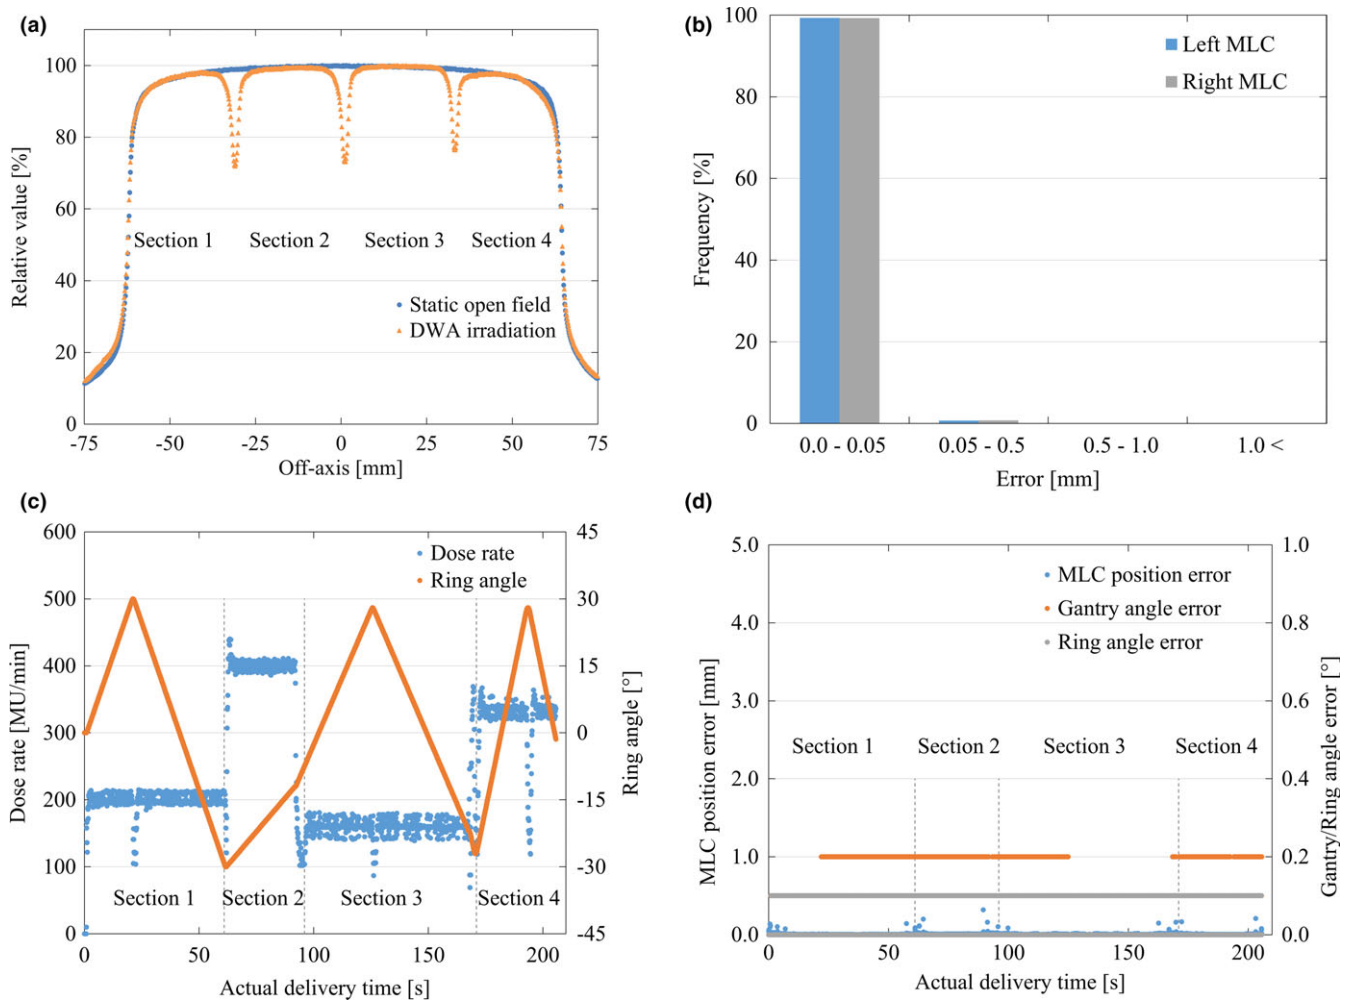 (a)
120
100
80
60
40
20
0
Relative value [%]
Section 1 Section 2 Section 3 Section 4
Static open field
DWA irradiation
-75 -50 -25 0 25 50 75
Off-axis [mm]
(b)
100
80
60
40
20
0
Frequency [%]
Left MLC
Right MLC
0.0 - 0.05 0.05 - 0.5 0.5 - 1.0 1.0 <
Error [mm]
(c)
600
500
400
300
200
100
0
Dose rate [MU/min]
Dose rate
Ring angle
45
30
15
0
-15
-30
-45
Ring angle [°]
Section 1 Section 2 Section 3 Section 4
0 50 100 150 200
Actual delivery time [s]
(d)
5.0
4.0
3.0
2.0
1.0
0.0
MLC position error [mm]
MLC position error
Gantry angle error
Ring angle error
1.0
0.8
0.6
0.4
0.2
0.0
Gantry/Ring angle error [°]
Section 1 Section 2 Section 3 Section 4
0 50 100 150 200
Actual delivery time [s]